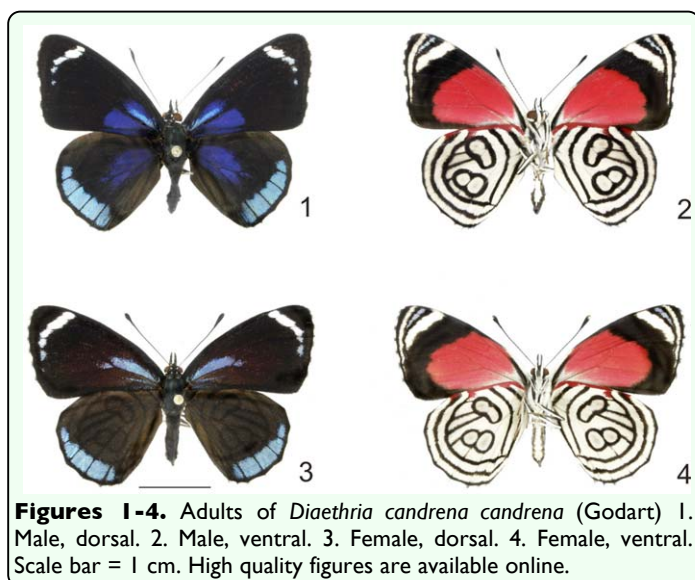 1
2
3
4
Figures 1-4. Adults of Diaethria candrena candrena (Godart) 1.
Male, dorsal. 2. Male, ventral. 3. Female, dorsal. 4. Female, ventral.
Scale bar = 1 cm. High quality figures are available online.